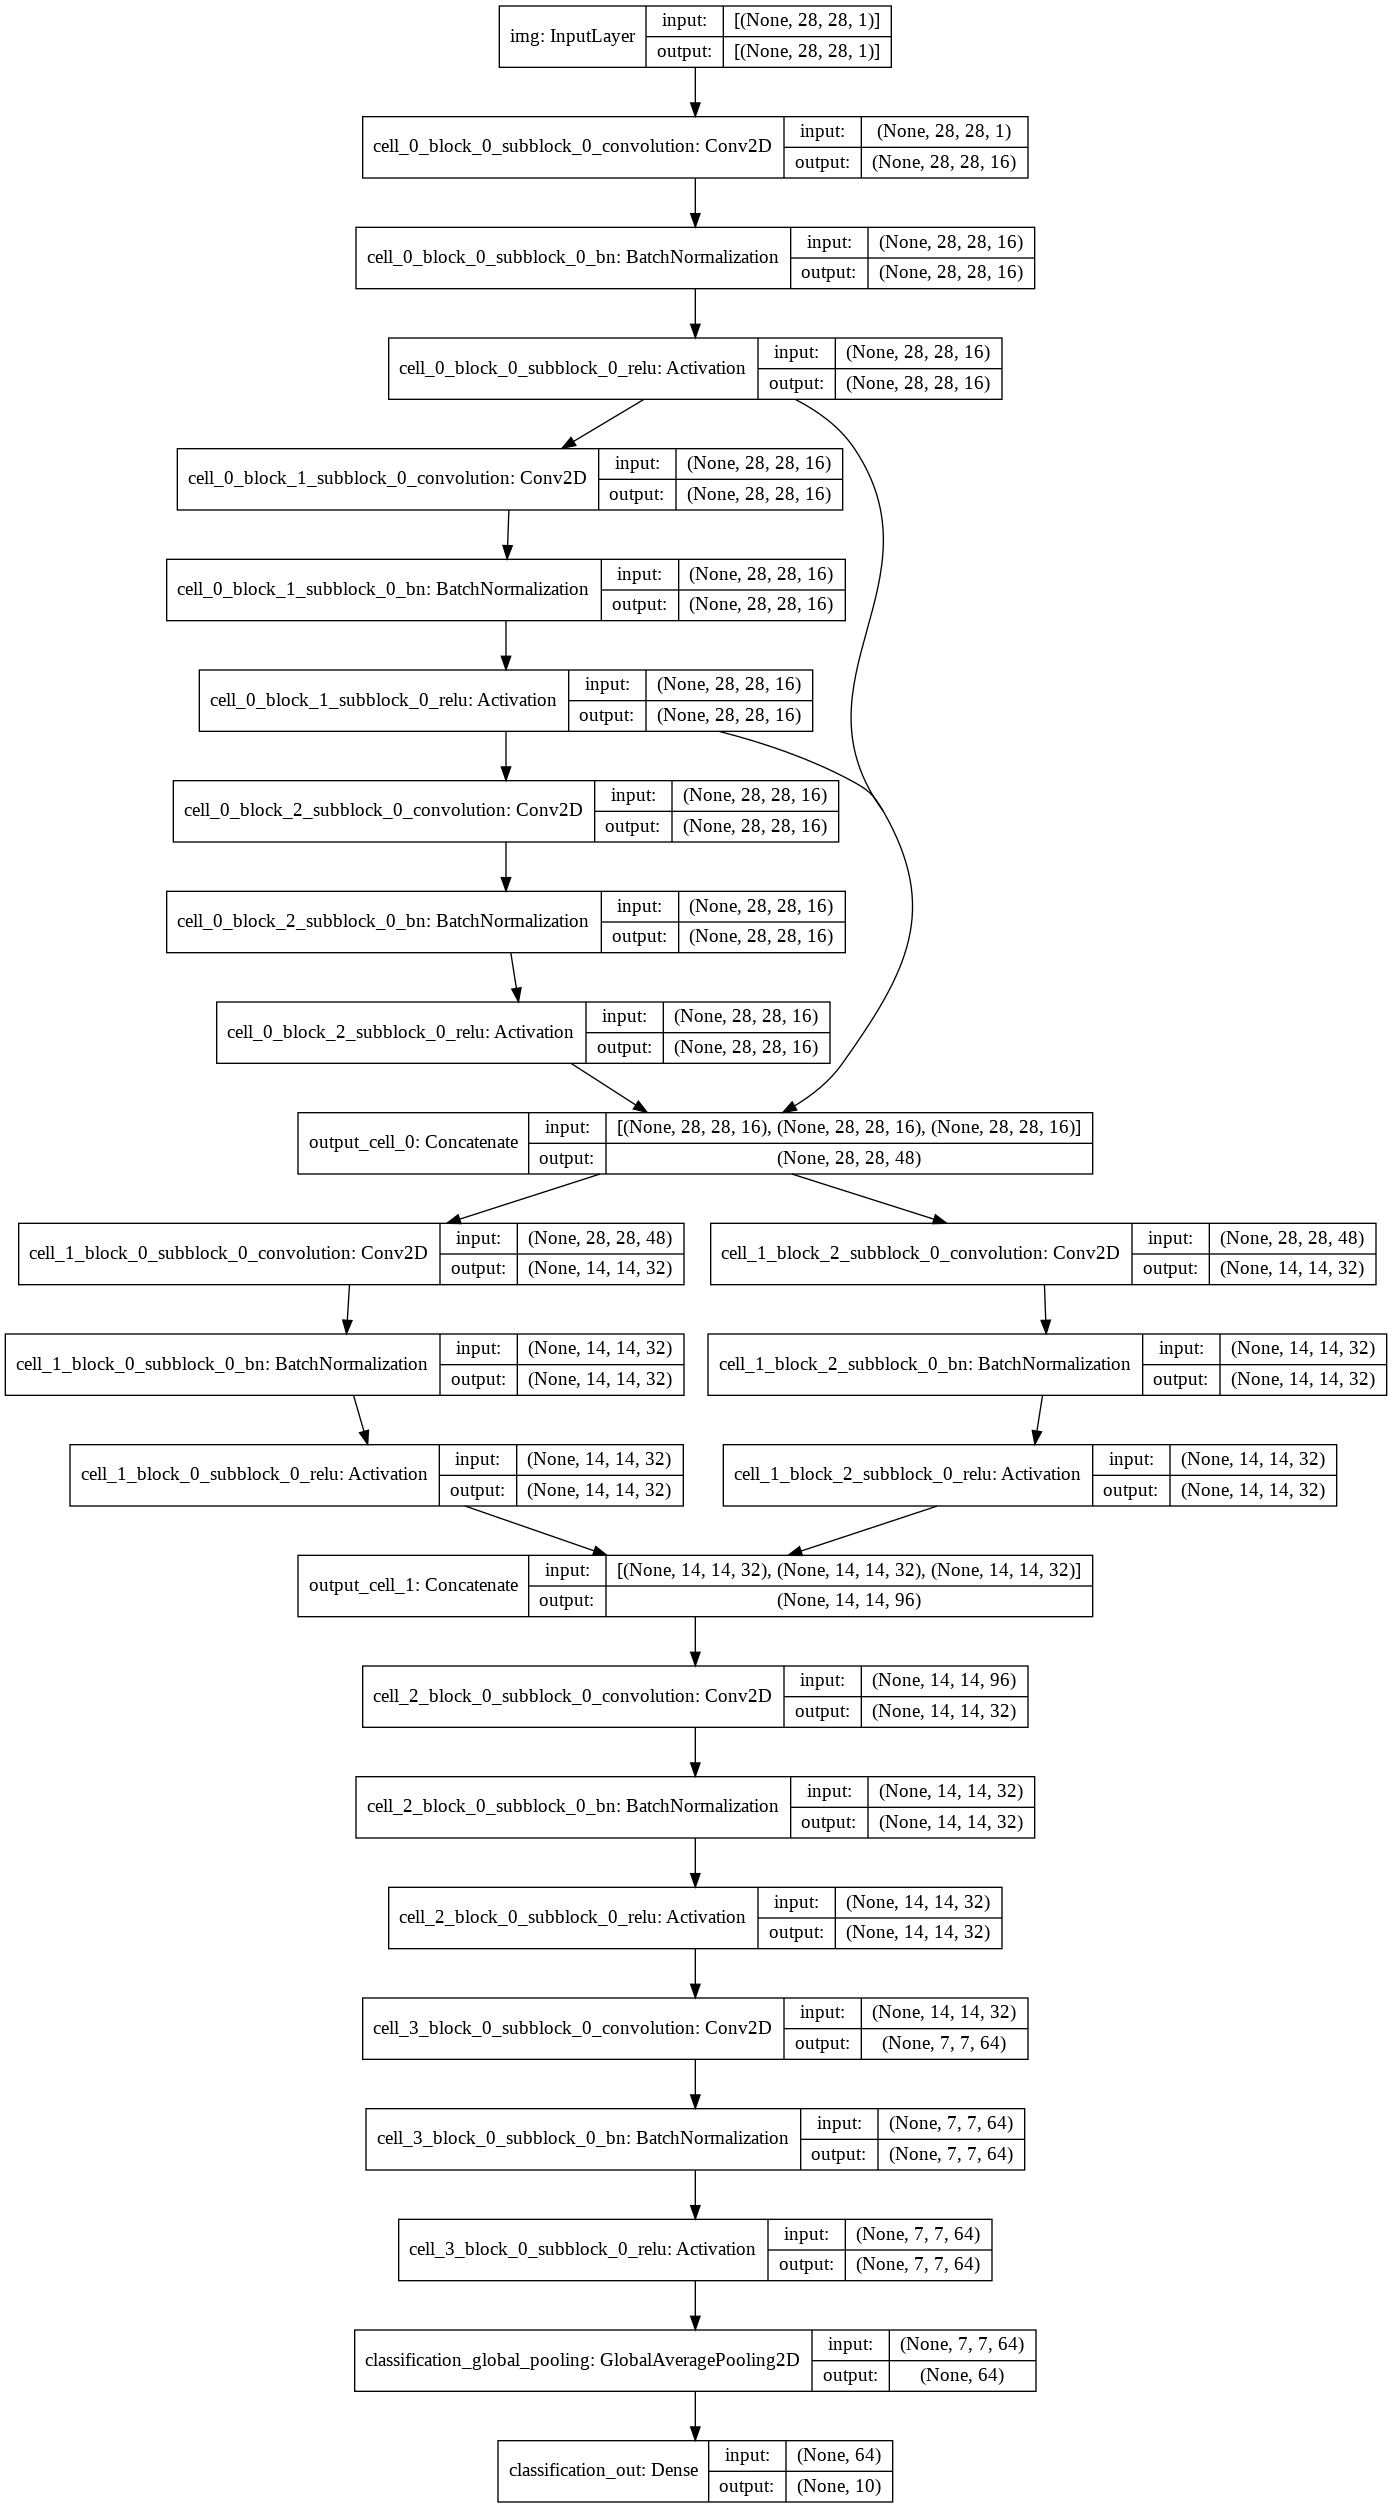 img: InputLayer
input: [(None, 28, 28, 1)]
output: [(None, 28, 28, 1)]
cell_0_block_0_subblock_0_convolution: Conv2D
input: (None, 28, 28, 1)
output: (None, 28, 28, 16)
cell_0_block_0_subblock_0_bn: BatchNormalization
input: (None, 28, 28, 16)
output: (None, 28, 28, 16)
cell_0_block_0_subblock_0_relu: Activation
input: (None, 28, 28, 16)
output: (None, 28, 28, 16)
cell_0_block_1_subblock_0_convolution: Conv2D
input: (None, 28, 28, 16)
output: (None, 28, 28, 16)
cell_0_block_1_subblock_0_bn: BatchNormalization
input: (None, 28, 28, 16)
output: (None, 28, 28, 16)
cell_0_block_1_subblock_0_relu: Activation
input: (None, 28, 28, 16)
output: (None, 28, 28, 16)
cell_0_block_2_subblock_0_convolution: Conv2D
input: (None, 28, 28, 16)
output: (None, 28, 28, 16)
cell_0_block_2_subblock_0_bn: BatchNormalization
input: (None, 28, 28, 16)
output: (None, 28, 28, 16)
cell_0_block_2_subblock_0_relu: Activation
input: (None, 28, 28, 16)
output: (None, 28, 28, 16)
output_cell_0: Concatenate
input: [(None, 28, 28, 16), (None, 28, 28, 16), (None, 28, 28, 16)]
output: (None, 28, 28, 48)
cell_1_block_0_subblock_0_convolution: Conv2D
input: (None, 28, 28, 48)
output: (None, 14, 14, 32)
cell_1_block_2_subblock_0_convolution: Conv2D
input: (None, 28, 28, 48)
output: (None, 14, 14, 32)
cell_1_block_0_subblock_0_bn: BatchNormalization
input: (None, 14, 14, 32)
output: (None, 14, 14, 32)
cell_1_block_2_subblock_0_bn: BatchNormalization
input: (None, 14, 14, 32)
output: (None, 14, 14, 32)
cell_1_block_0_subblock_0_relu: Activation
input: (None, 14, 14, 32)
output: (None, 14, 14, 32)
cell_1_block_2_subblock_0_relu: Activation
input: (None, 14, 14, 32)
output: (None, 14, 14, 32)
output_cell_1: Concatenate
input: [(None, 14, 14, 32), (None, 14, 14, 32), (None, 14, 14, 32)]
output: (None, 14, 14, 96)
cell_2_block_0_subblock_0_convolution: Conv2D
input: (None, 14, 14, 96)
output: (None, 14, 14, 32)
cell_2_block_0_subblock_0_bn: BatchNormalization
input: (None, 14, 14, 32)
output: (None, 14, 14, 32)
cell_2_block_0_subblock_0_relu: Activation
input: (None, 14, 14, 32)
output: (None, 14, 14, 32)
cell_3_block_0_subblock_0_convolution: Conv2D
input: (None, 14, 14, 32)
output: (None, 7, 7, 64)
cell_3_block_0_subblock_0_bn: BatchNormalization
input: (None, 7, 7, 64)
output: (None, 7, 7, 64)
cell_3_block_0_subblock_0_relu: Activation
input: (None, 7, 7, 64)
output: (None, 7, 7, 64)
classification_global_pooling: GlobalAveragePooling2D
input: (None, 7, 7, 64)
output: (None, 64)
classification_out: Dense
input: (None, 64)
output: (None, 10)